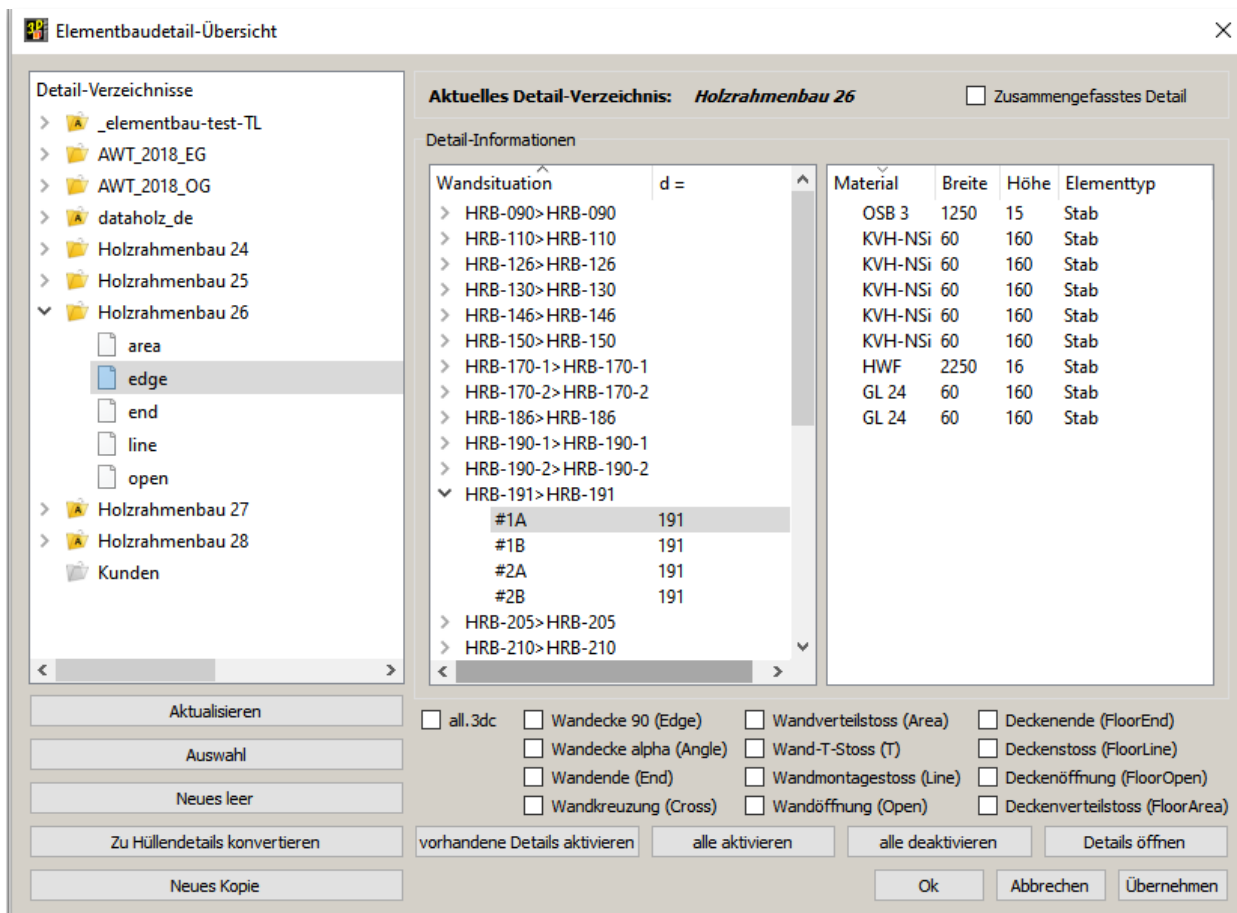 Elementbaudetail-Übersicht
Detail-Verzeichnisse
_elementbau-test-TL
AWT_2018_EG
AWT_2018_OG
dataholz_de
Holzrahmenbau 24
Holzrahmenbau 25
Holzrahmenbau 26
area
edge
end
line
open
Holzrahmenbau 27
Holzrahmenbau 28
Kunden
Aktualisieren
Auswahl
Neues leer
Zu Hüllendetails konvertieren
Neues Kopie
Aktuelles Detail-Verzeichnis: Holzrahmenbau 26
Zusammengefasstes Detail
Detail-Informationen
Wandsituation d =
HRB-090>HRB-090
HRB-110>HRB-110
HRB-126>HRB-126
HRB-130>HRB-130
HRB-146>HRB-146
HRB-150>HRB-150
HRB-170-1>HRB-170-1
HRB-170-2>HRB-170-2
HRB-186>HRB-186
HRB-190-1>HRB-190-1
HRB-190-2>HRB-190-2
HRB-191>HRB-191
#1A 191
#1B 191
#2A 191
#2B 191
HRB-205>HRB-205
HRB-210>HRB-210
Material Breite Höhe Elementtyp
OSB 3 1250 15 Stab
KVH-NSi 60 160 Stab
KVH-NSi 60 160 Stab
KVH-NSi 60 160 Stab
KVH-NSi 60 160 Stab
KVH-NSi 60 160 Stab
HWF 2250 16 Stab
GL 24 60 160 Stab
GL 24 60 160 Stab
all.3dc Wandecke 90 (Edge) Wandverteilstoss (Area) Deckenende (FloorEnd)
Wandecke alpha (Angle) Wand-T-Stoss (T) Deckenstoss (FloorLine)
Wandende (End) Wandmontagestoss (Line) Deckenöffnung (FloorOpen)
Wandkreuzung (Cross) Wandöffnung (Open) Deckenverteilstoss (FloorArea)
vorhandene Details aktivieren alle aktivieren alle deaktivieren Details öffnen
Ok Abbrechen Übernehmen